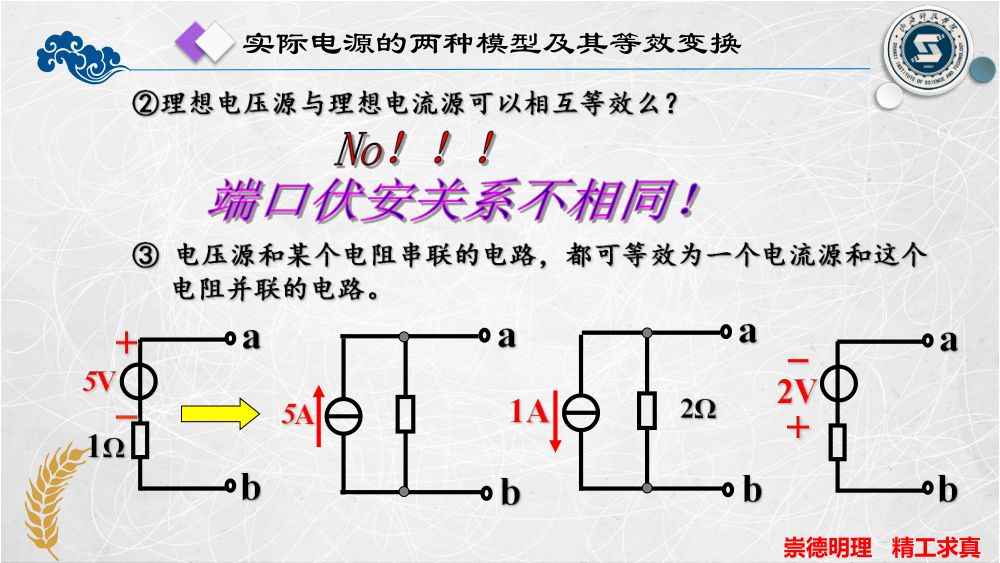 实际电源的两种模型及其等效变换
②理想电压源与理想电流源可以相互等效么？
No！！！
端口伏安关系不相同！
③ 电压源和某个电阻串联的电路，都可等效为一个电流源和这个
电阻并联的电路。
+
5V
−
1Ω
a
b
5A
a
b
1A
2Ω
a
b
−
2V
+
a
b
崇德明理 精工求真